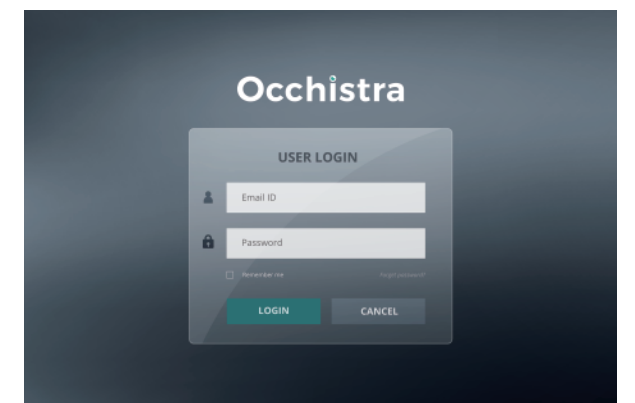 Occhistra
USER LOGIN
Email ID
Password
Remember me Forgot password?
LOGIN CANCEL